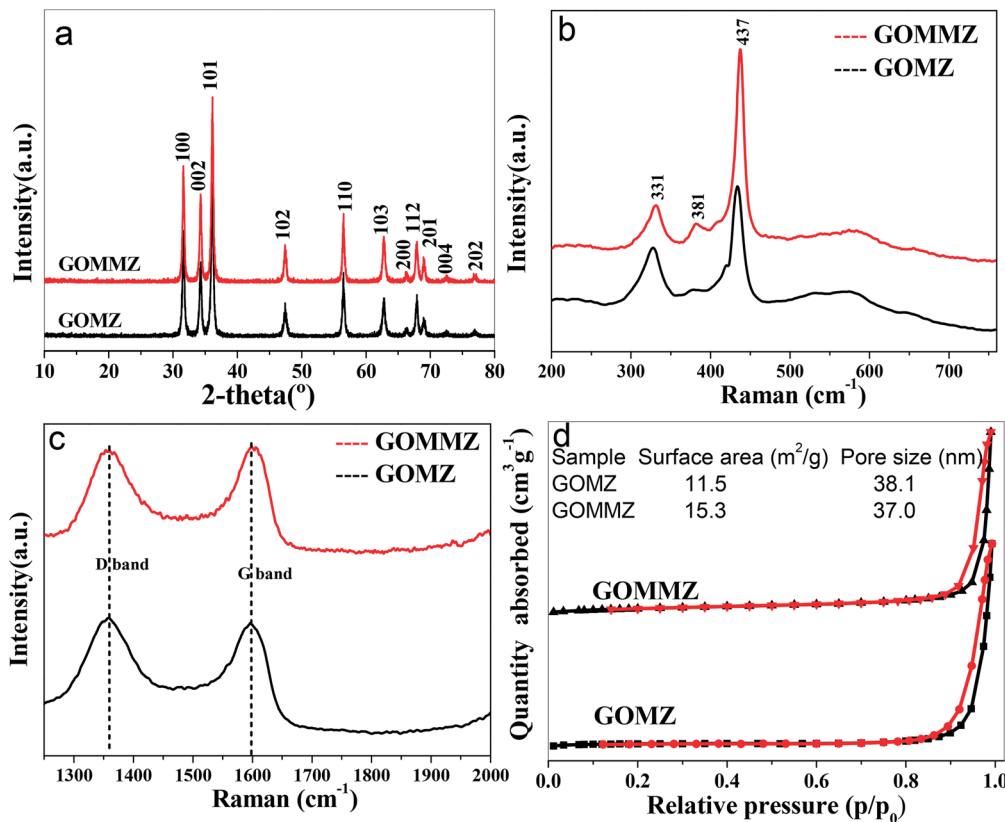 a
Intensity(a.u.)
100
002
101
102
110
103
200
112
201
004
202
GOMMZ
GOMZ
10 20 30 40 50 60 70 80
2-theta(º)
b
Intensity(a.u.)
GOMMZ
GOMZ
331
381
437
200 300 400 500 600 700
Raman (cm⁻¹)
c
Intensity(a.u.)
GOMMZ
GOMZ
D band
G band
1300 1400 1500 1600 1700 1800 1900 2000
Raman (cm⁻¹)
d
Quantity absorbed (cm³g⁻¹)
Sample Surface area (m²/g) Pore size (nm)
GOMZ 11.5 38.1
GOMMZ 15.3 37.0
GOMMZ
GOMZ
0.0 0.2 0.4 0.6 0.8 1.0
Relative pressure (p/p₀)